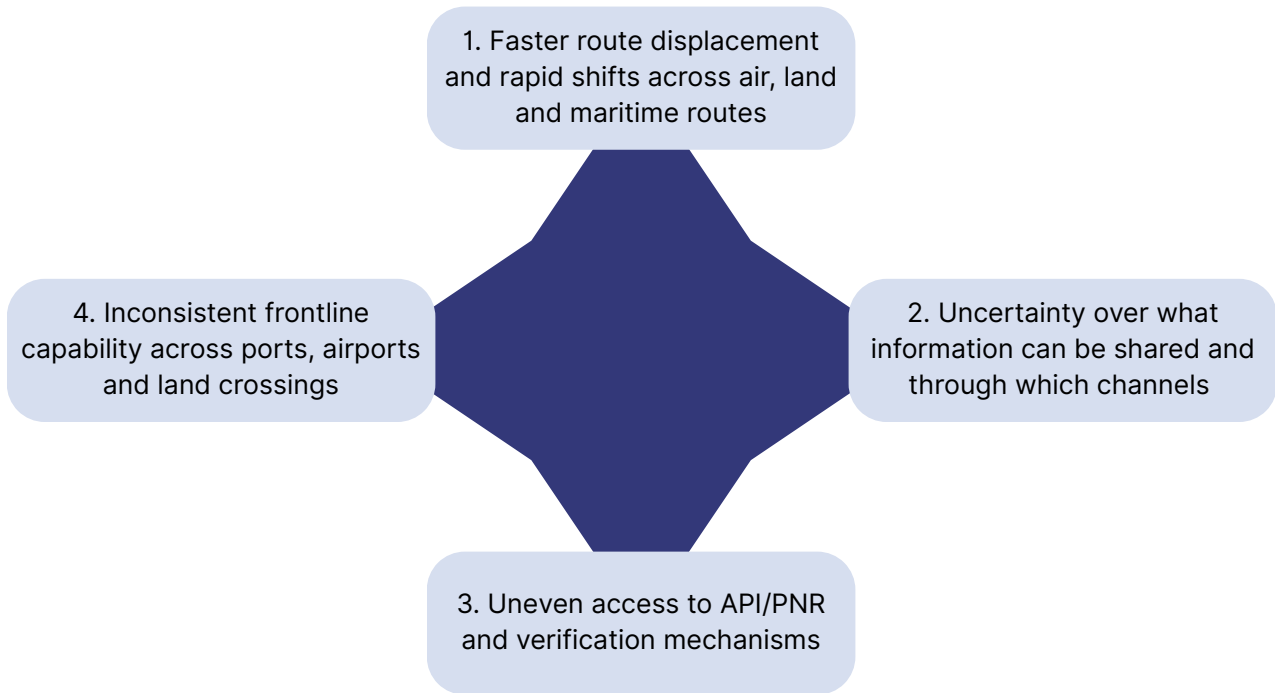 1. Faster route displacement
and rapid shifts across air, land
and maritime routes
2. Uncertainty over what
information can be shared and
through which channels
3. Uneven access to API/PNR
and verification mechanisms
4. Inconsistent frontline
capability across ports, airports
and land crossings